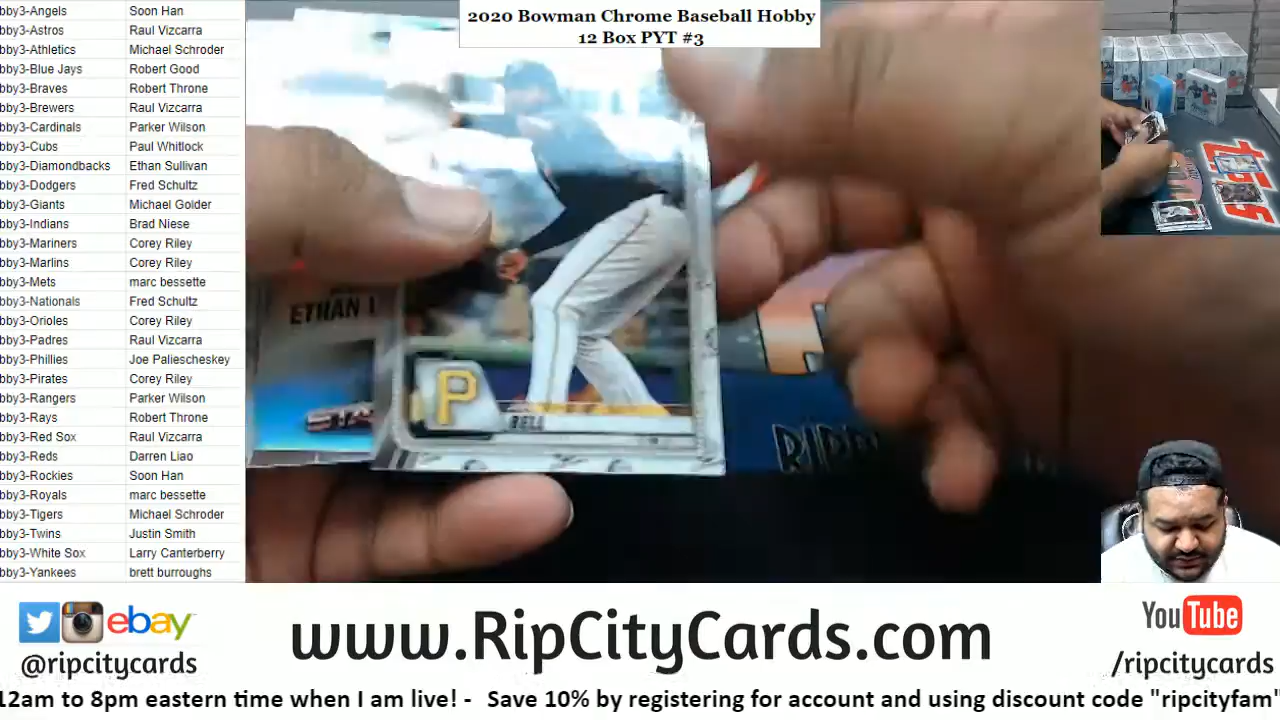 2020 Bowman Chrome Baseball Hobby
12 Box PYT #3
bby3-Angels Soon Han
bby3-Astros Raul Vizcarra
bby3-Athletics Michael Schroder
bby3-Blue Jays Robert Good
bby3-Braves Robert Throne
bby3-Brewers Raul Vizcarra
bby3-Cardinals Parker Wilson
bby3-Cubs Paul Whitlock
bby3-Diamondbacks Ethan Sullivan
bby3-Dodgers Fred Schultz
bby3-Giants Michael Golder
bby3-Indians Brad Niese
bby3-Mariners Corey Riley
bby3-Marlins Corey Riley
bby3-Mets marc bessette
bby3-Nationals Fred Schultz
bby3-Orioles Corey Riley
bby3-Padres Raul Vizcarra
bby3-Phillies Joe Paliescheskey
bby3-Pirates Corey Riley
bby3-Rangers Parker Wilson
bby3-Rays Robert Throne
bby3-Red Sox Raul Vizcarra
bby3-Reds Darren Liao
bby3-Rockies Soon Han
bby3-Royals marc bessette
bby3-Tigers Michael Schroder
bby3-Twins Justin Smith
bby3-White Sox Larry Canterberry
bby3-Yankees brett burroughs
ETHAN
P
BELL
ebay
@ripcitycards
www.RipCityCards.com
YouTube
/ripcitycards
12am to 8pm eastern time when I am live! - Save 10% by registering for account and using discount code "ripcityfam"